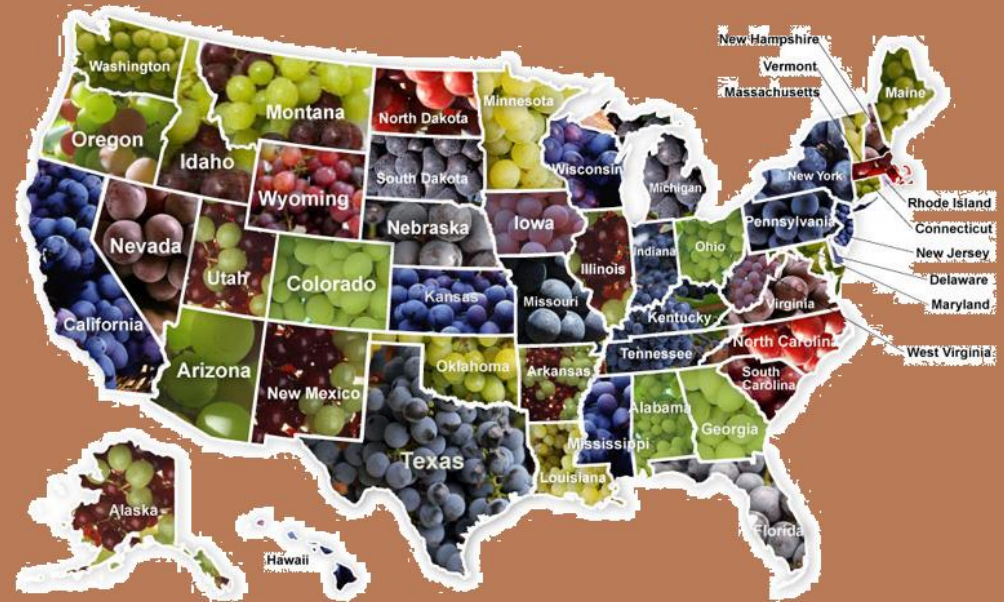 New Hampshire
Vermont
Massachusetts
Washington
Montana
North Dakota
Minnesota
Maine
Oregon
Idaho
Wyoming
South Dakota
Wisconsin
Michigan
New York
Nevada
Utah
Colorado
Nebraska
Iowa
Illinois
Indiana
Ohio
Pennsylvania
Rhode Island
Connecticut
New Jersey
Delaware
Maryland
California
Kansas
Missouri
Kentucky
Virginia
West Virginia
Arizona
New Mexico
Oklahoma
Arkansas
Tennessee
North Carolina
South
Carolina
Texas
Louisiana
Mississippi
Alabama
Georgia
Florida
Alaska
Hawaii